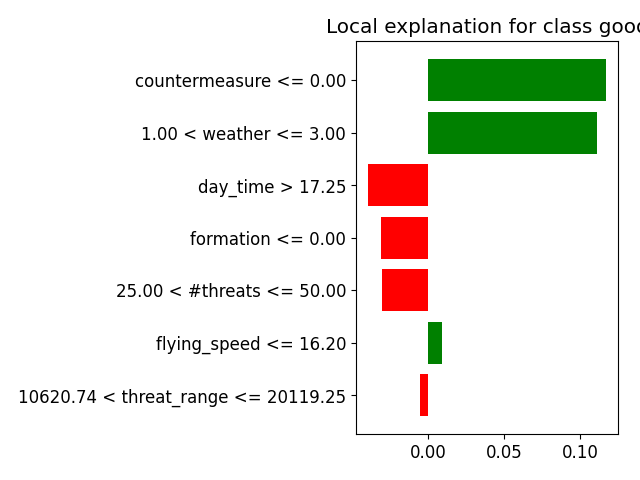 Local explanation for class good
countermeasure <= 0.00
1.00 < weather <= 3.00
day_time > 17.25
formation <= 0.00
25.00 < #threats <= 50.00
flying_speed <= 16.20
10620.74 < threat_range <= 20119.25
0.00 0.05 0.10